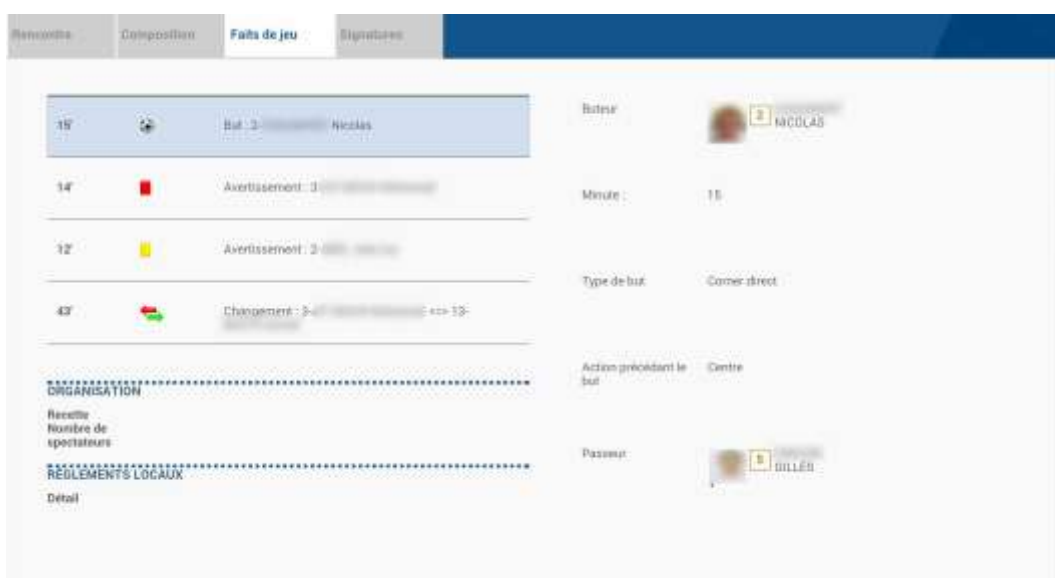 Rencontre
Composition
Faits de jeu
Signatures
15'
But : 2- Nicolas
14'
Avertissement : 3
12'
Avertissement : 2-
43'
Changement : 3- <=> 13-
ORGANISATION
Recette
Nombre de
spectateurs
RÈGLEMENTS LOCAUX
Détail
Buteur
2
NICOLAS
Minute :
15
Type de but
Corner direct
Action précédant le
but
Centre
Passeur
5
GILLES